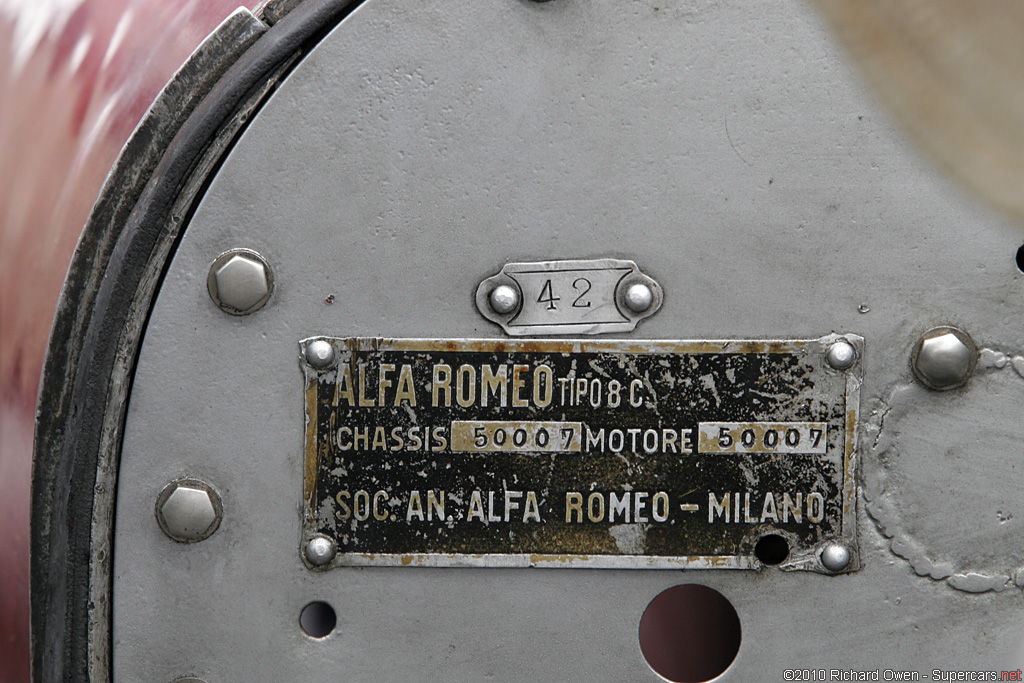 42
ALFA ROMEO TIPO 8 C.
CHASSIS 50007 MOTORE 50007
SOC. AN. ALFA ROMEO - MILANO
©2010 Richard Owen - Supercars.net